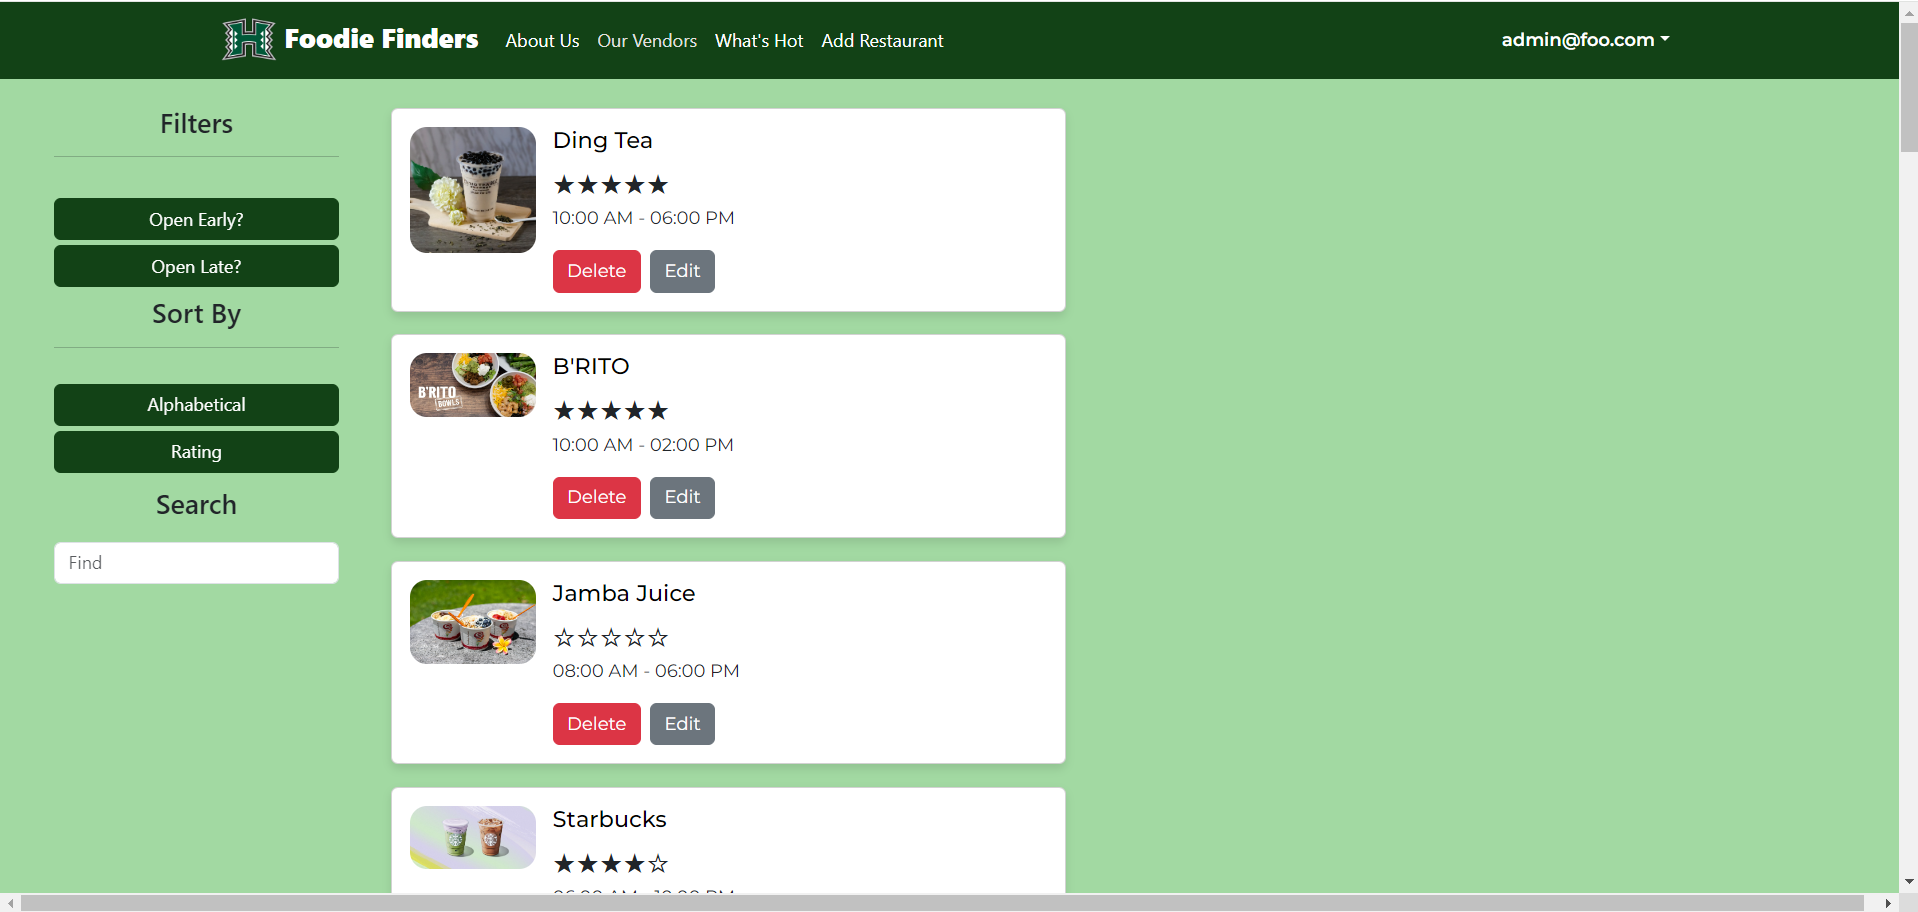 Foodie Finders About Us Our Vendors What's Hot Add Restaurant admin@foo.com
Filters
Open Early?
Open Late?
Sort By
Alphabetical
Rating
Search
Find
Ding Tea
★★★★★
10:00 AM - 06:00 PM
Delete Edit
B'RITO
BOWLS
B'RITO
★★★★★
10:00 AM - 02:00 PM
Delete Edit
Jamba Juice
☆☆☆☆☆
08:00 AM - 06:00 PM
Delete Edit
Starbucks
★★★★☆